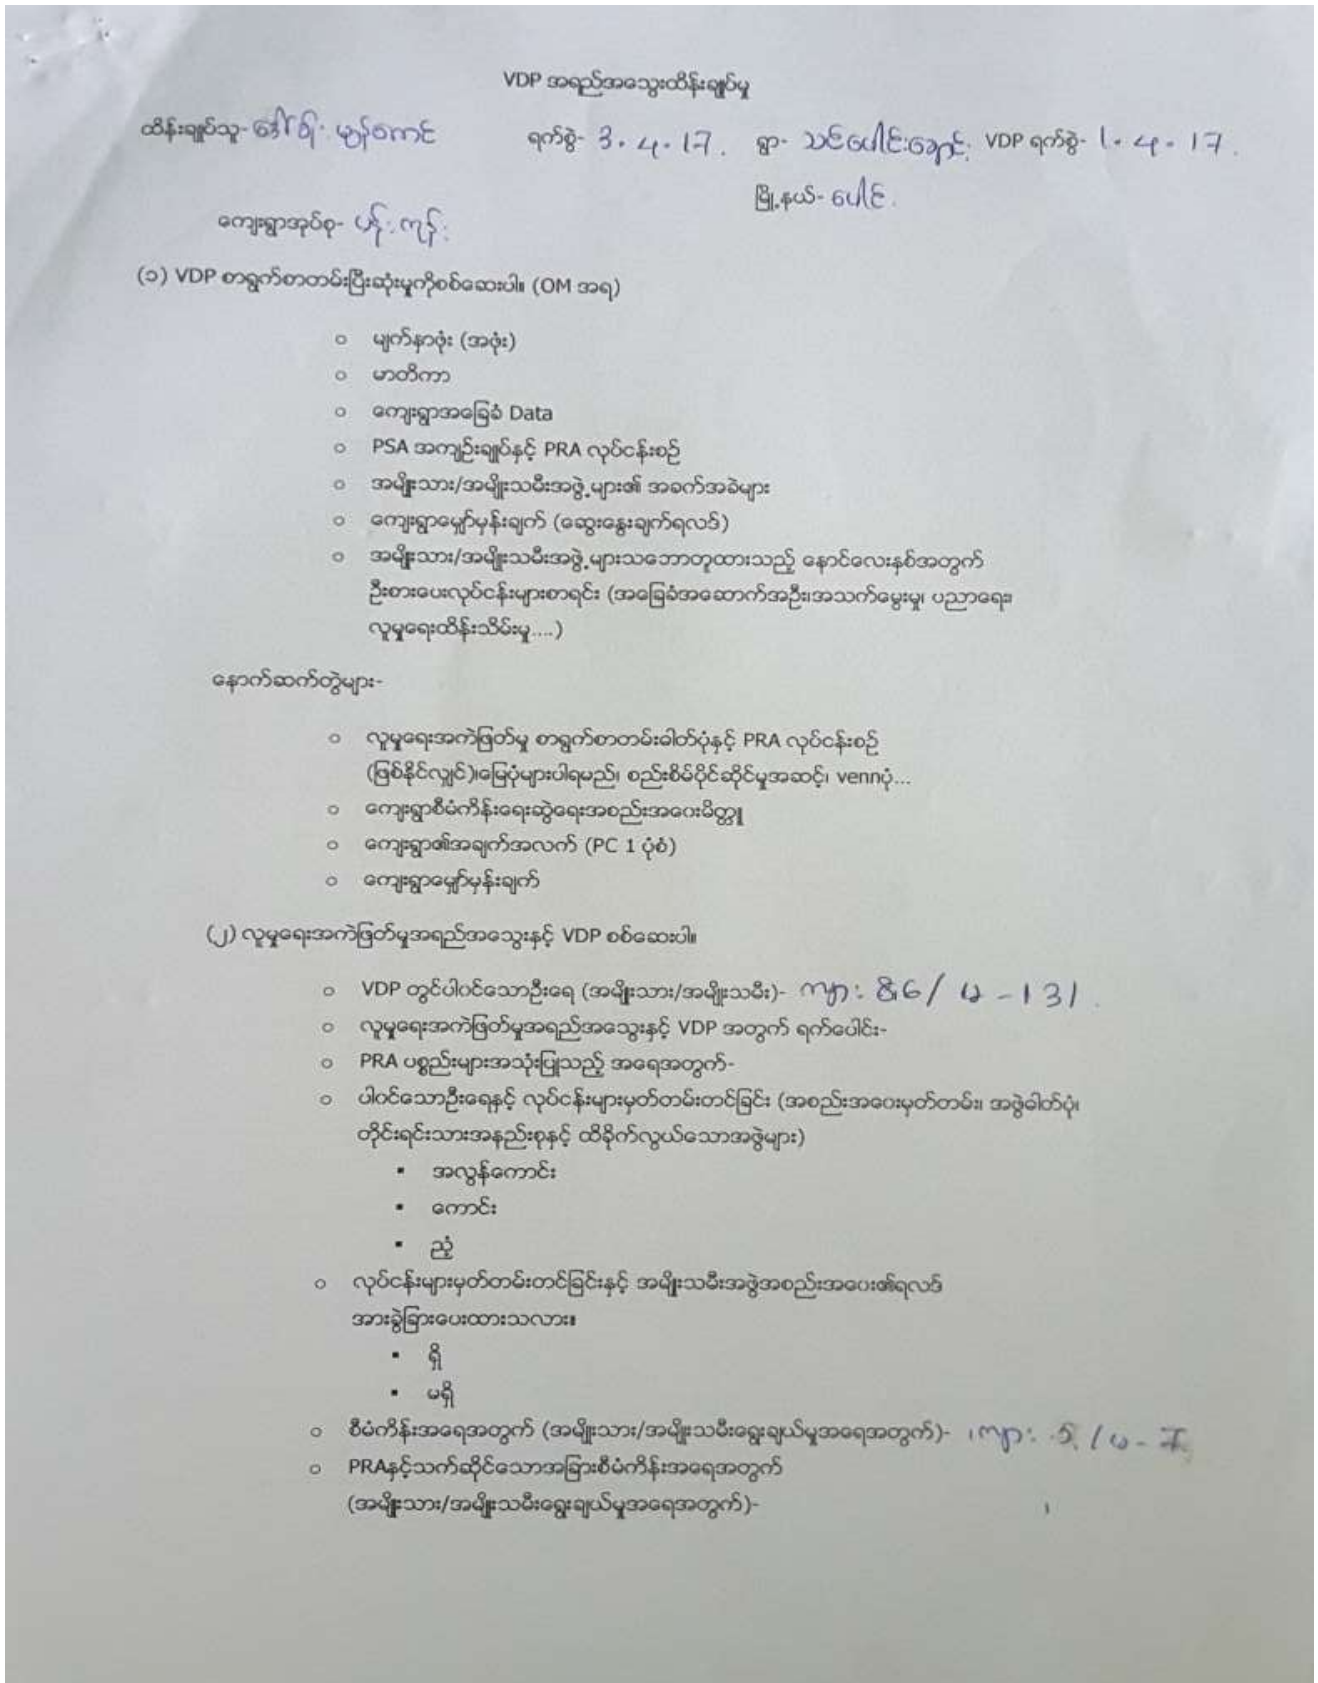 VDP အရည်အသွေးထိန်းချုပ်မှု
ထိန်းချုပ်သူ- ဒေါ် ရက်စွဲ- 3.4.17. ရွာ- သင်ပေါင်းချောင်း VDP ရက်စွဲ- 1.4.17.
မြို့နယ်- ပေါင်.
ကျေးရွာအုပ်စု- ပန်းကုန်း
(၁) VDP စာရွက်စာတမ်းပြီးဆုံးမှုကိုစစ်ဆေးပါ။ (OM အရ)
○ မျက်နှာဖုံး (အဖုံး)
○ မာတိကာ
○ ကျေးရွာအခြေခံ Data
○ PSA အကျဉ်းချုပ်နှင့် PRA လုပ်ငန်းစဉ်
○ အမျိုးသား/အမျိုးသမီးအဖွဲ့များ၏ အခက်အခဲများ
○ ကျေးရွာမျှော်မှန်းချက် (ဆွေးနွေးချက်ရလဒ်)
○ အမျိုးသား/အမျိုးသမီးအဖွဲ့များသဘောတူထားသည့် နောင်လေးနှစ်အတွက်
ဦးစားပေးလုပ်ငန်းများစာရင်း (အခြေခံအဆောက်အဦး၊အသက်မွေးမှု၊ ပညာရေး၊
လူမှုရေးထိန်းသိမ်းမှု....)
နောက်ဆက်တွဲများ-
○ လူမှုရေးအကဲဖြတ်မှု စာရွက်စာတမ်းဓါတ်ပုံနှင့် PRA လုပ်ငန်းစဉ်
(ဖြစ်နိုင်လျှင်)၊မြေပုံများပါရမည်၊ စည်းစိမ်ပိုင်ဆိုင်မှုအဆင့်၊ vennပုံ...
○ ကျေးရွာစီမံကိန်းရေးဆွဲရေးအစည်းအဝေးမိတ္တူ
○ ကျေးရွာ၏အချက်အလက် (PC 1 ပုံစံ)
○ ကျေးရွာမျှော်မှန်းချက်
(၂) လူမှုရေးအကဲဖြတ်မှုအရည်အသွေးနှင့် VDP စစ်ဆေးပါ။
○ VDP တွင်ပါဝင်သောဦးရေ (အမျိုးသား/အမျိုးသမီး)- ကျား 86/ မ - 131.
○ လူမှုရေးအကဲဖြတ်မှုအရည်အသွေးနှင့် VDP အတွက် ရက်ပေါင်း-
○ PRA ပစ္စည်းများအသုံးပြုသည့် အရေအတွက်-
○ ပါဝင်သောဦးရေနှင့် လုပ်ငန်းများမှတ်တမ်းတင်ခြင်း (အစည်းအဝေးမှတ်တမ်း၊ အဖွဲဓါတ်ပုံ၊
တိုင်းရင်းသားအနည်းစုနှင့် ထိခိုက်လွယ်သောအဖွဲများ)
▪ အလွန်ကောင်း
▪ ကောင်း
▪ ညံ့
○ လုပ်ငန်းများမှတ်တမ်းတင်ခြင်းနှင့် အမျိုးသမီးအဖွဲအစည်းအဝေး၏ရလဒ်
အားခွဲခြားပေးထားသလား။
▪ ရှိ
▪ မရှိ
○ စီမံကိန်းအရေအတွက် (အမျိုးသား/အမျိုးသမီးရွေးချယ်မှုအရေအတွက်)- ကျား
○ PRAနှင့်သက်ဆိုင်သောအခြားစီမံကိန်းအရေအတွက်
(အမျိုးသား/အမျိုးသမီးရွေးချယ်မှုအရေအတွက်)-